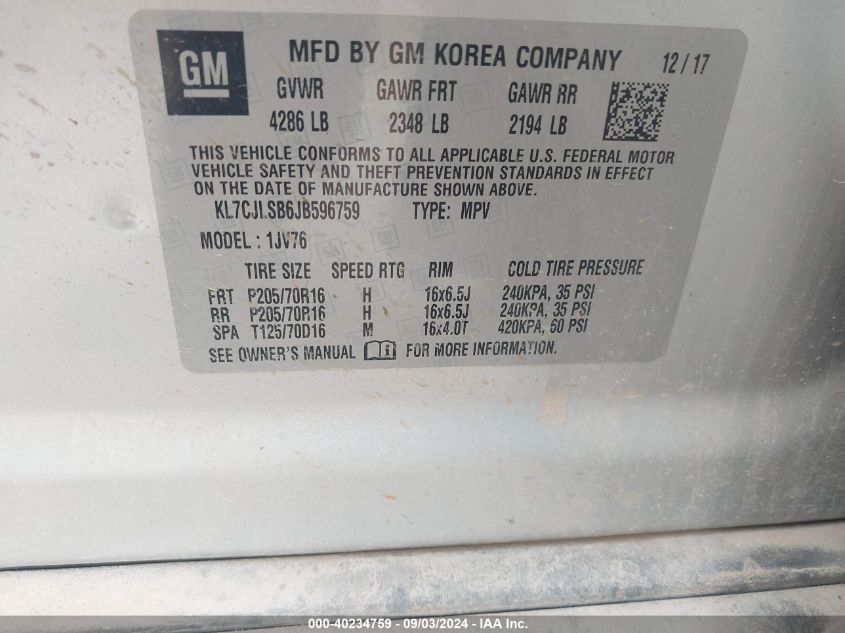 GM MFD BY GM KOREA COMPANY 12/17
GVWR GAWR FRT GAWR RR
4286 LB 2348 LB 2194 LB
THIS VEHICLE CONFORMS TO ALL APPLICABLE U.S. FEDERAL MOTOR
VEHICLE SAFETY AND THEFT PREVENTION STANDARDS IN EFFECT
ON THE DATE OF MANUFACTURE SHOWN ABOVE.
KL7CJLSB6JB596759 TYPE: MPV
MODEL: 1JV76
TIRE SIZE SPEED RTG RIM COLD TIRE PRESSURE
FRT P205/70R16 H 16x6.5J 240KPA, 35 PSI
RR P205/70R16 H 16x6.5J 240KPA, 35 PSI
SPA T125/70D16 M 16x4.0T 420KPA, 60 PSI
SEE OWNER'S MANUAL FOR MORE INFORMATION.
000-40234759 - 09/03/2024 - IAA Inc.